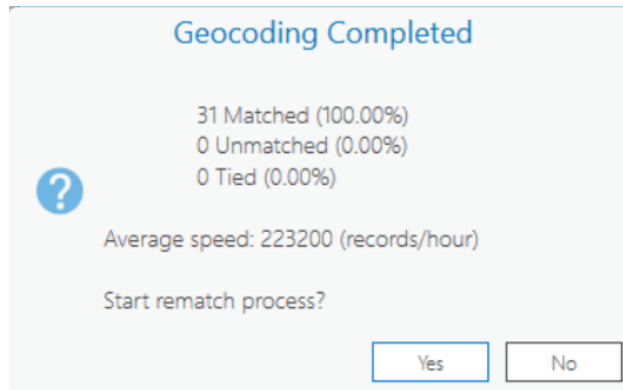 Geocoding Completed
31 Matched (100.00%)
0 Unmatched (0.00%)
0 Tied (0.00%)
?
Average speed: 223200 (records/hour)
Start rematch process?
Yes No